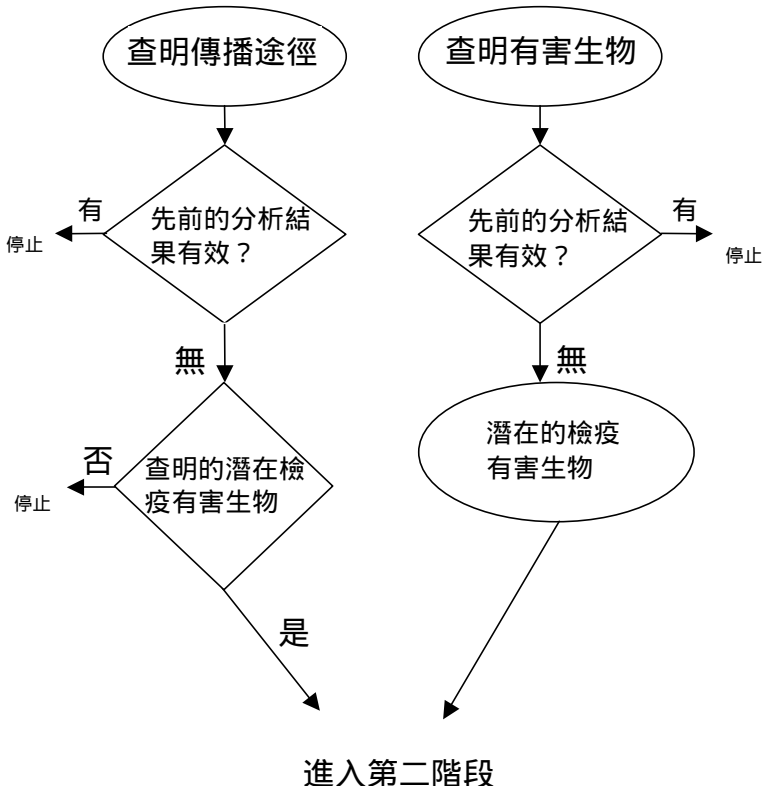 查明傳播途徑
查明有害生物
先前的分析結
果有效？
有
停止
先前的分析結
果有效？
有
停止
無
無
查明的潛在檢
疫有害生物
否
停止
潛在的檢疫
有害生物
是
進入第二階段